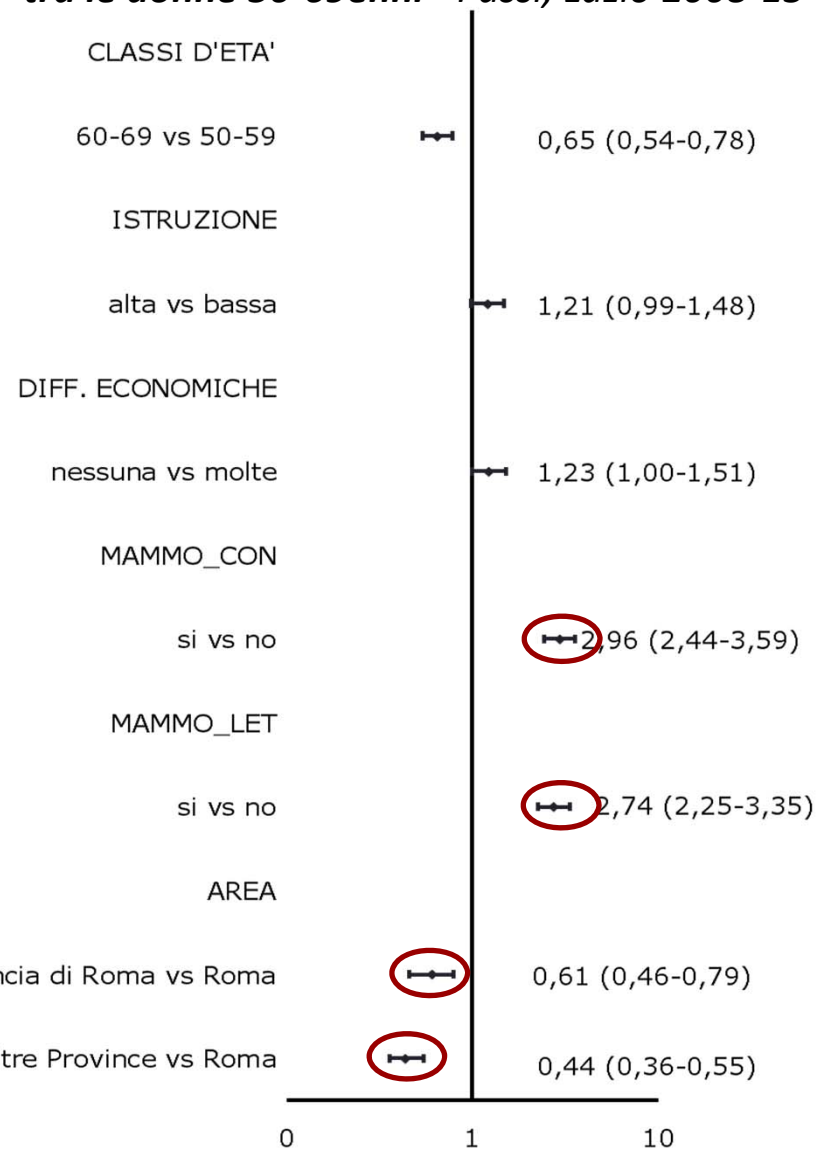 CLASSI D'ETA'
60-69 vs 50-59 0,65 (0,54-0,78)
ISTRUZIONE
alta vs bassa 1,21 (0,99-1,48)
DIFF. ECONOMICHE
nessuna vs molte 1,23 (1,00-1,51)
MAMMO_CON
si vs no 2,96 (2,44-3,59)
MAMMO_LET
si vs no 2,74 (2,25-3,35)
AREA
di Roma vs Roma 0,61 (0,46-0,79)
Province vs Roma 0,44 (0,36-0,55)
0 1 10